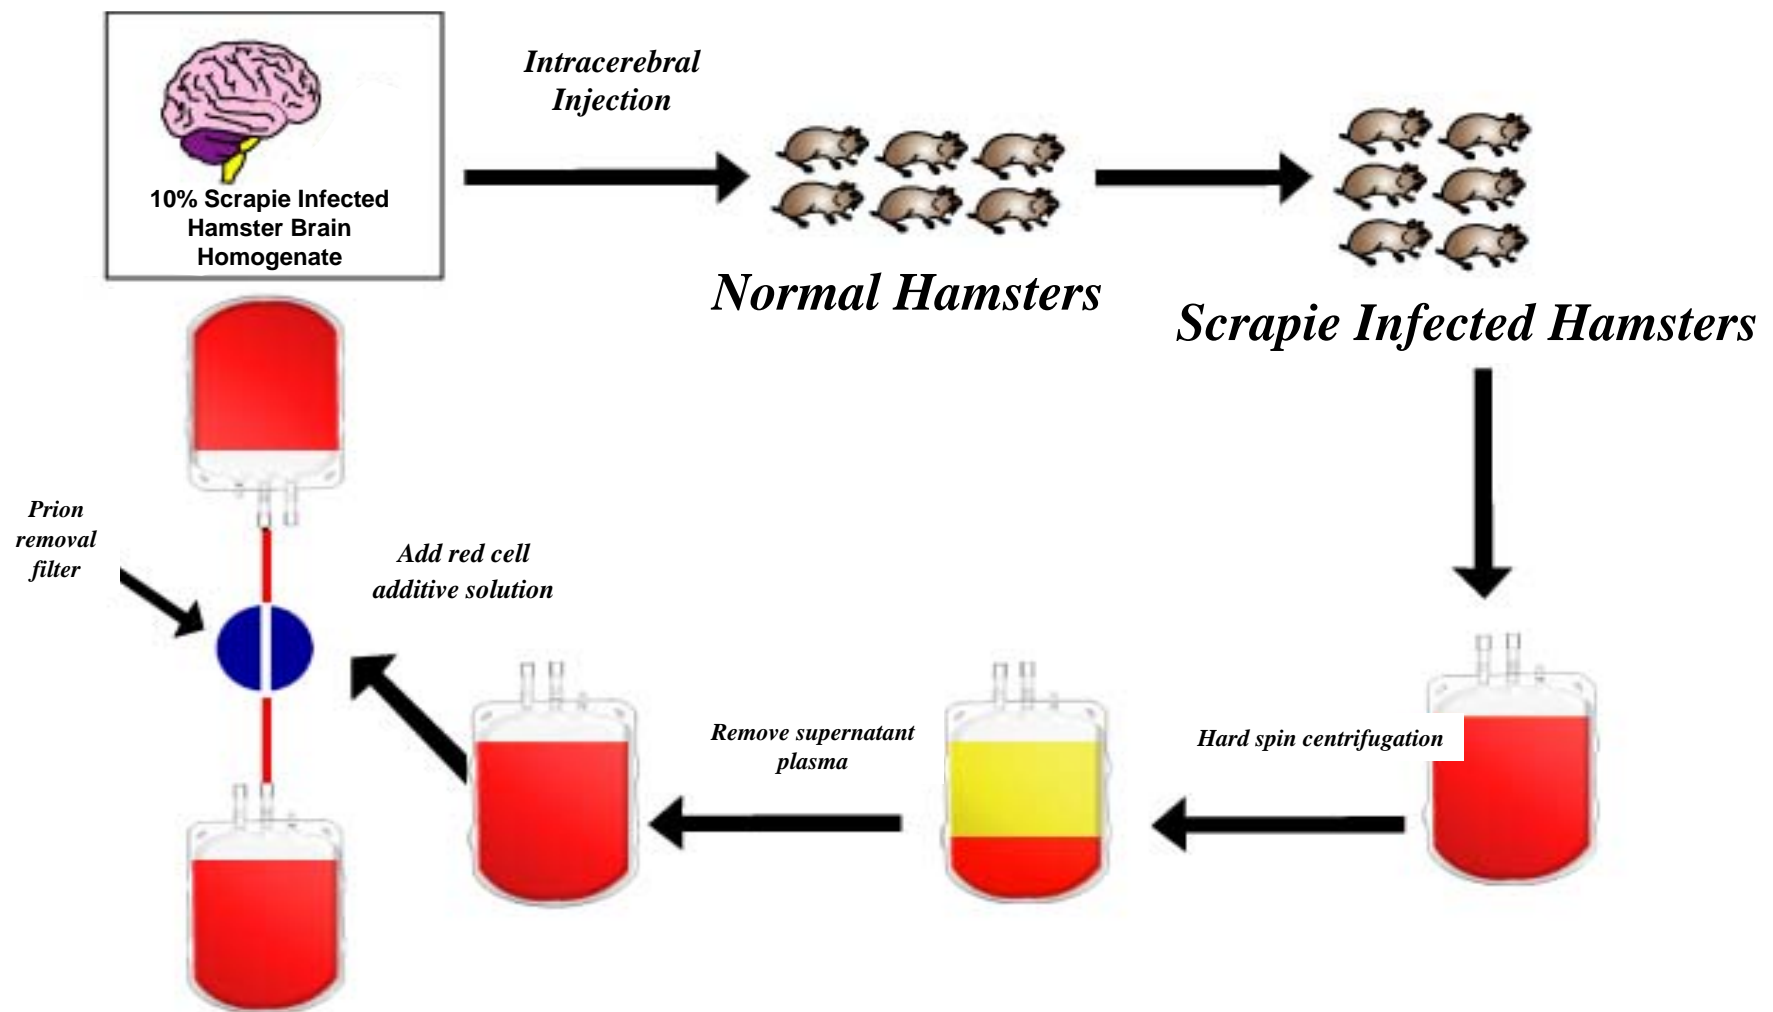 10% Scrapie Infected
Hamster Brain
Homogenate
Intracerebral
Injection
Normal Hamsters
Scrapie Infected Hamsters
Hard spin centrifugation
Remove supernatant
plasma
Add red cell
additive solution
Prion
removal
filter